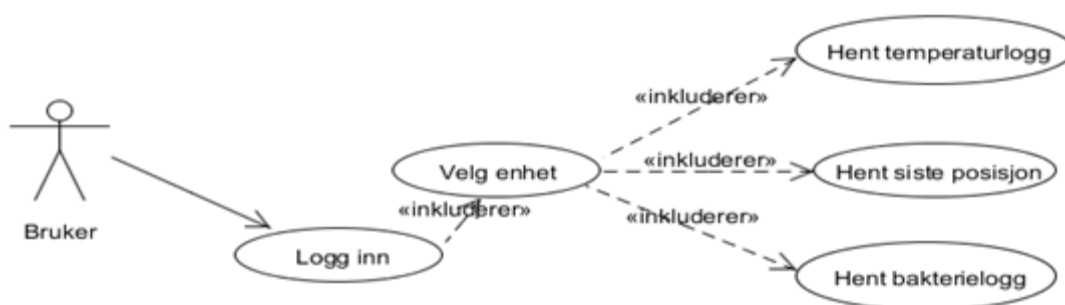 Hent temperaturlogg
«inkluderer»
Velg enhet
«inkluderer»
Hent siste posisjon
«inkluderer»
«inkluderer»
Bruker
Logg inn
Hent bakterielogg